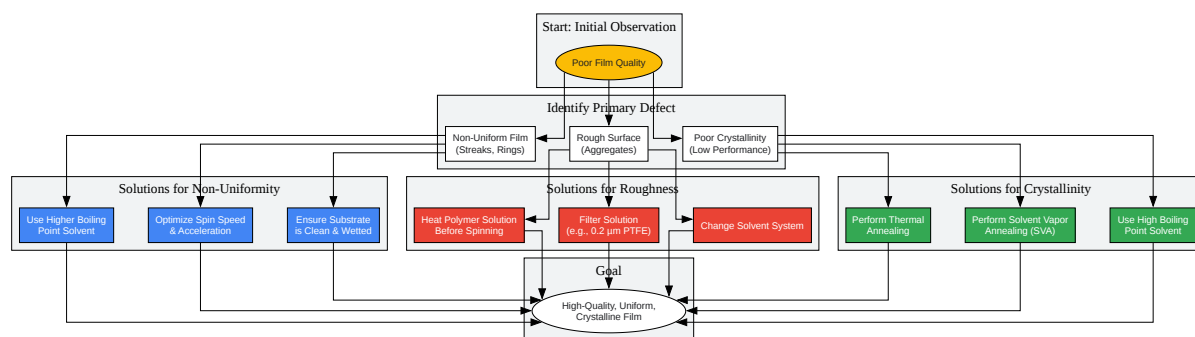 Start: Initial Observation
Poor Film Quality
Identify Primary Defect
Non-Uniform Film
(Streaks, Rings)
Rough Surface
(Aggregates)
Poor Crystallinity
(Low Performance)
Solutions for Non-Uniformity
Use Higher Boiling
Point Solvent
Optimize Spin Speed
& Acceleration
Ensure Substrate
is Clean & Wetted
Solutions for Roughness
Heat Polymer Solution
Before Spinning
Filter Solution
(e.g., 0.2 µm PTFE)
Change Solvent System
Solutions for Crystallinity
Perform Thermal
Annealing
Perform Solvent Vapor
Annealing (SVA)
Use High Boiling
Point Solvent
Goal
High-Quality, Uniform,
Crystalline Film